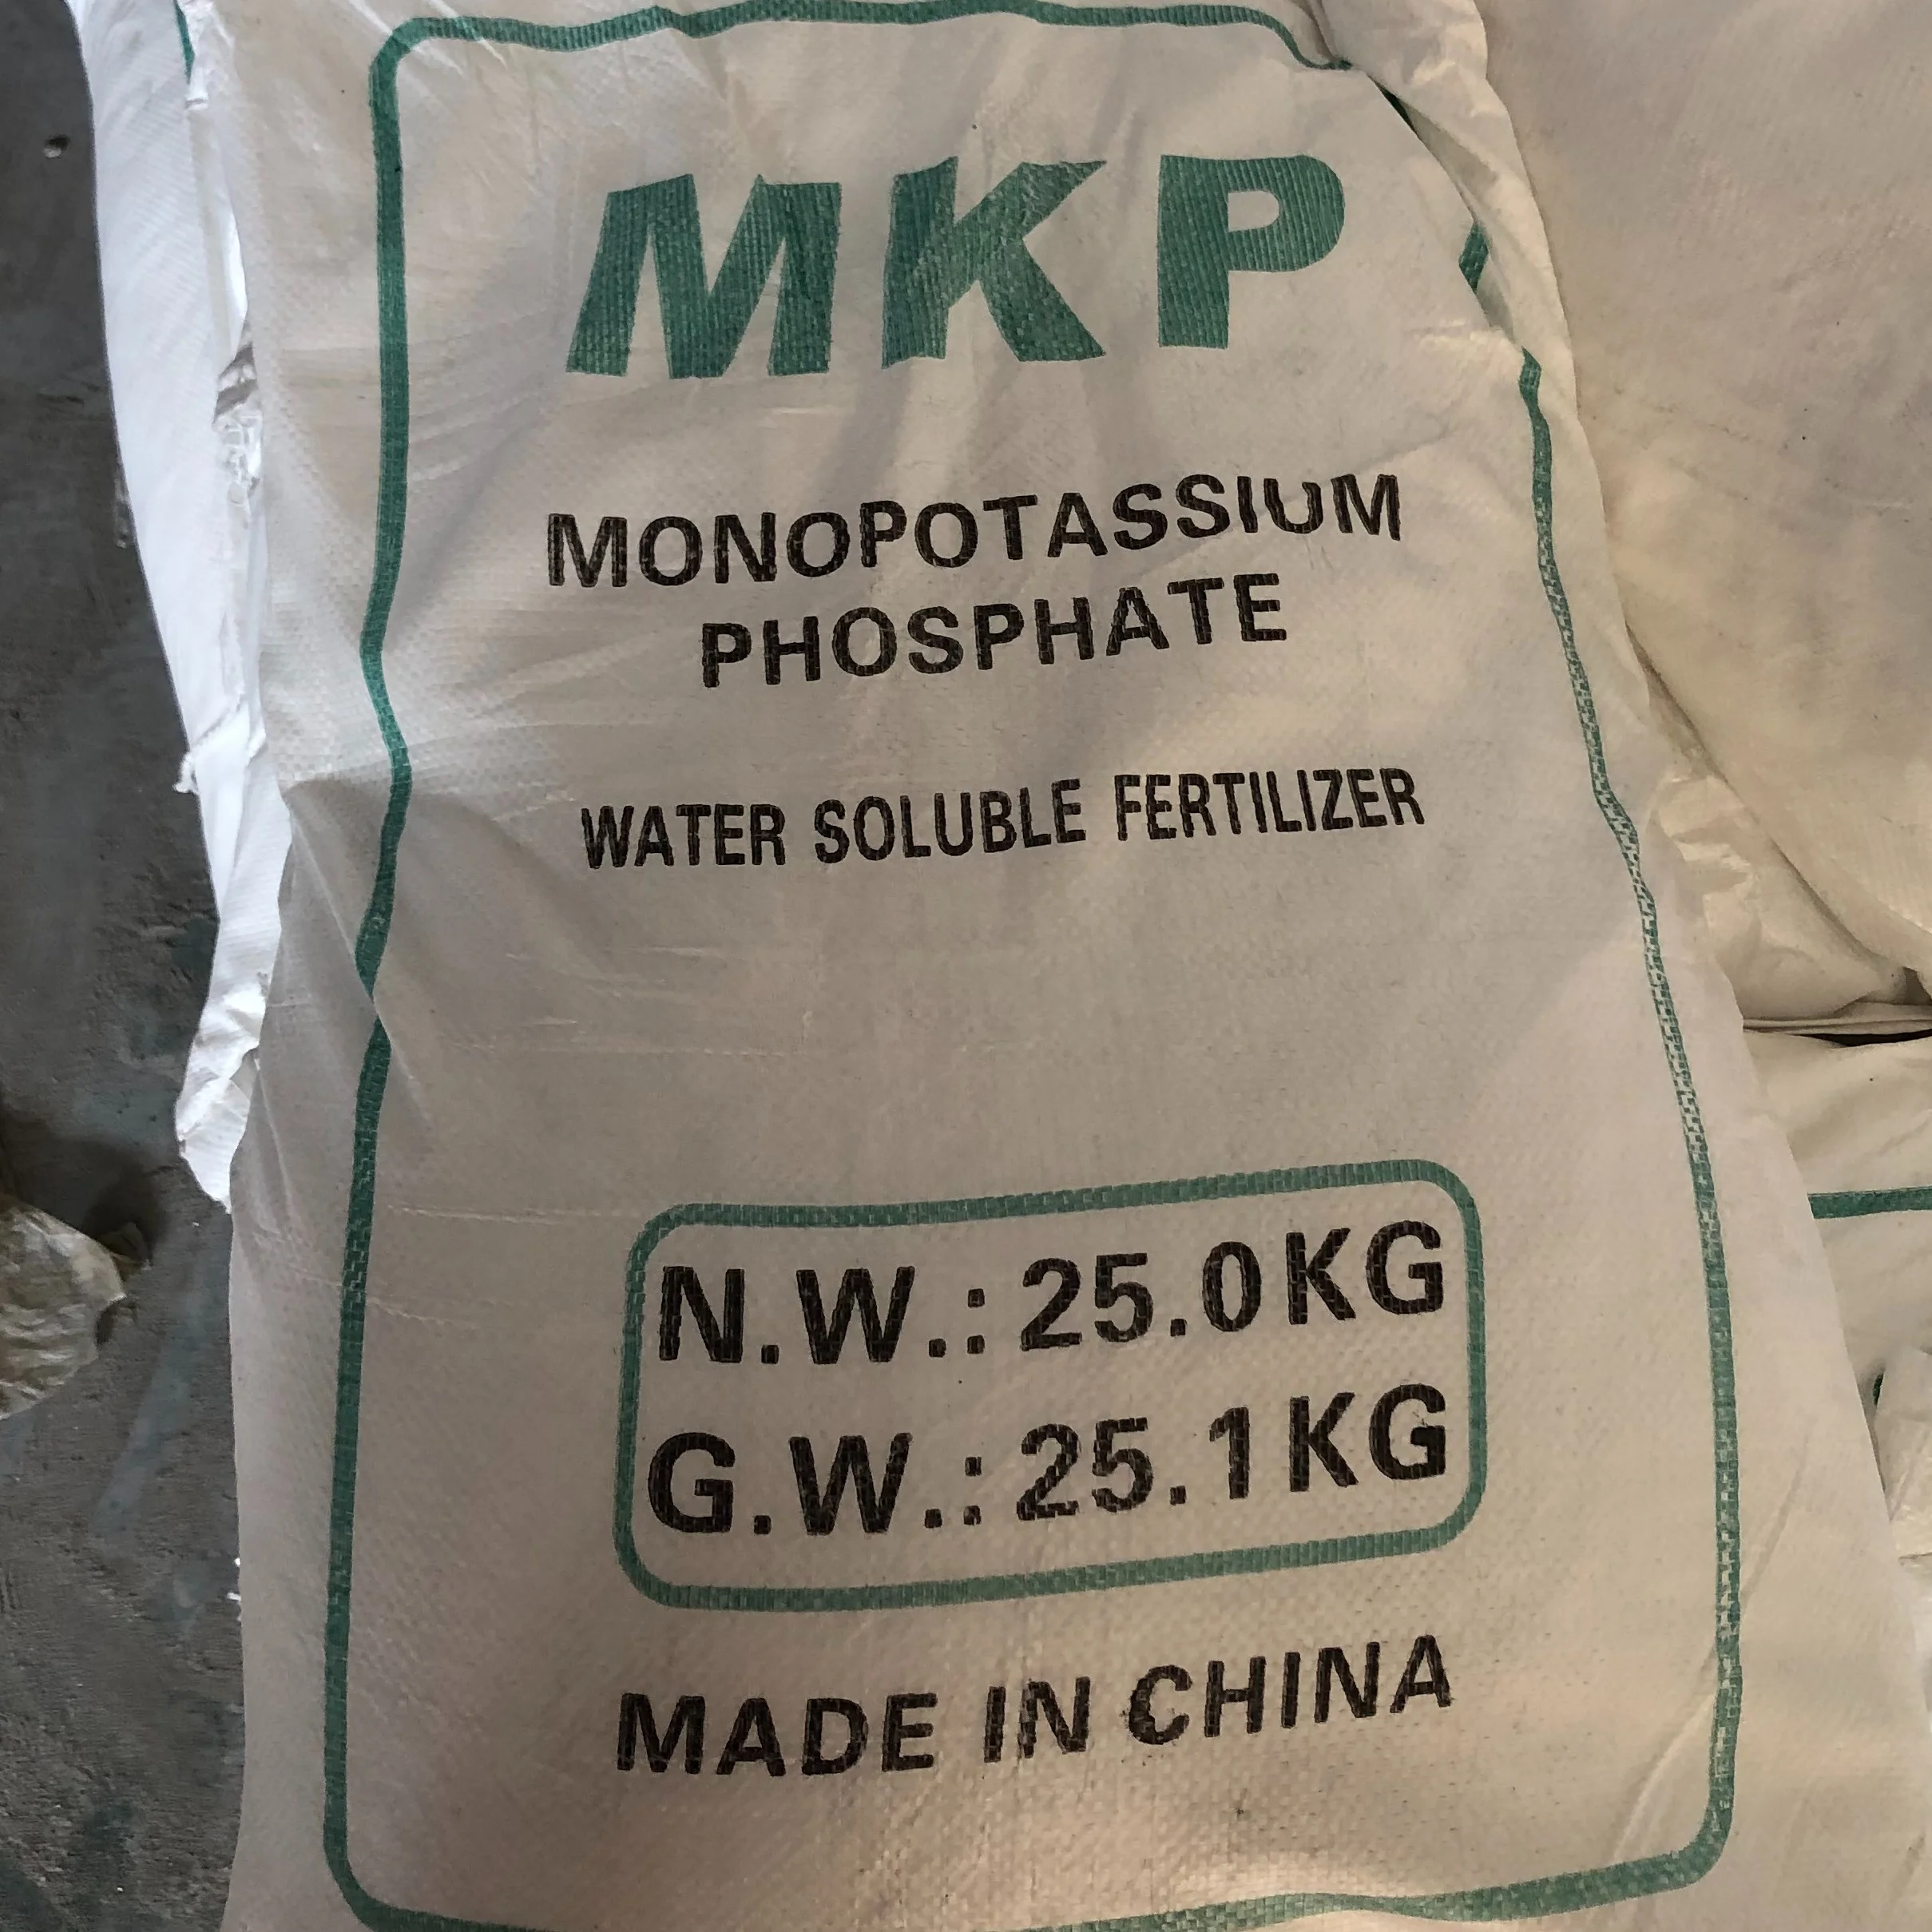 MKP
MONOPOTASSIUM
PHOSPHATE
WATER SOLUBLE FERTILIZER
N.W.: 25.0KG
G.W.: 25.1KG
MADE IN CHINA